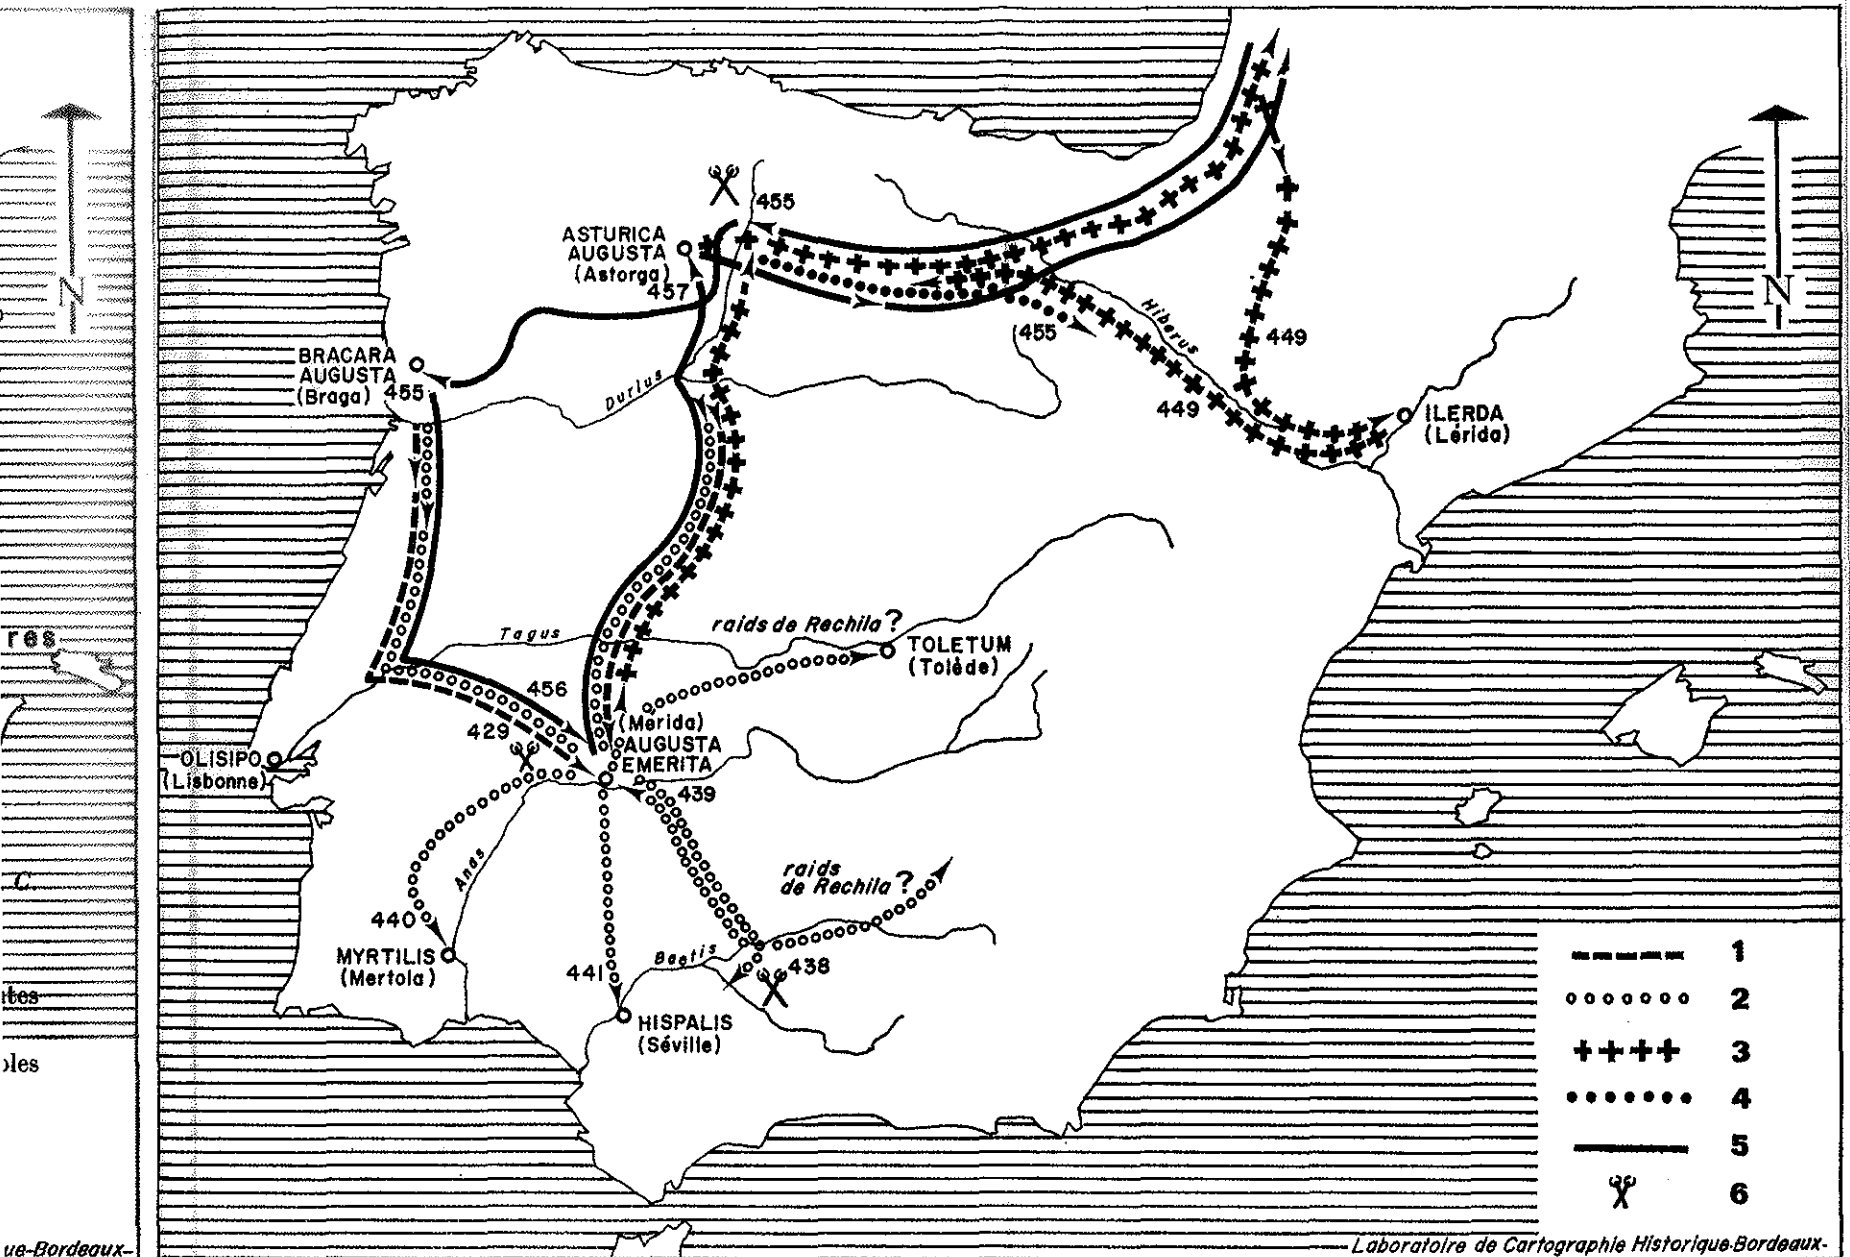 N
res
C
ue-Bordeaux-
N
455
ASTURICA
AUGUSTA
(Astorga)
457
BRACARA
AUGUSTA
(Braga) 455
Durius
455
Hiberus
449
449
ILERDA
(Lérida)
Tagus
raids de Rechila ?
TOLETUM
(Tolède)
456
429
(Merida)
AUGUSTA
EMERITA
439
OLISIPO
(Lisbonne)
Anas
440
MYRTILIS
(Mertola)
raids
de Rechila ?
Baetis
438
441
HISPALIS
(Séville)
1
2
3
4
5
6
Laboratoire de Cartographie Historique-Bordeaux-